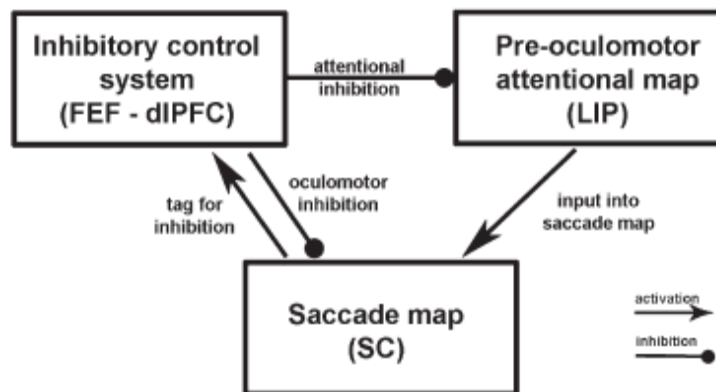 Inhibitory control
system
(FEF - dlPFC)
attentional
inhibition
Pre-oculomotor
attentional map
(LIP)
tag for
inhibition
oculomotor
inhibition
input into
saccade map
Saccade map
(SC)
activation
inhibition